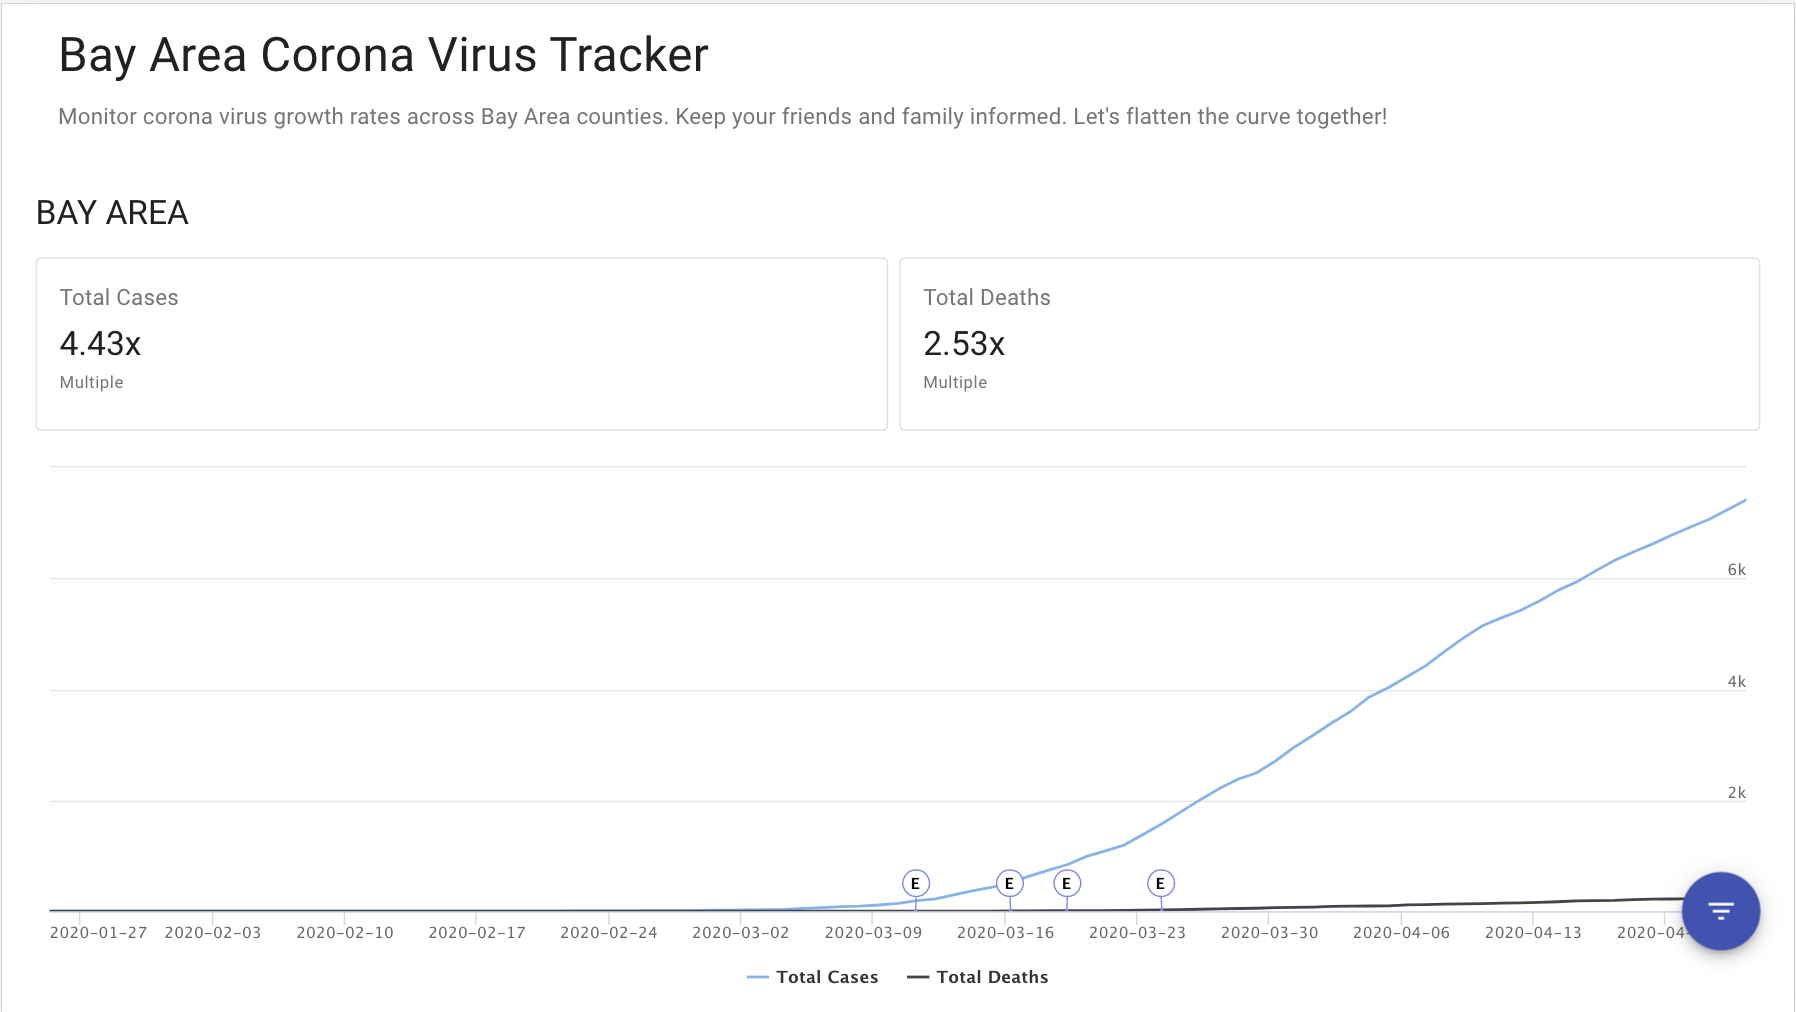 Bay Area Corona Virus Tracker
Monitor corona virus growth rates across Bay Area counties. Keep your friends and family informed. Let's flatten the curve together!
BAY AREA
Total Cases
4.43x
Multiple
Total Deaths
2.53x
Multiple
6k
4k
2k
E E E E
2020-01-27 2020-02-03 2020-02-10 2020-02-17 2020-02-24 2020-03-02 2020-03-09 2020-03-16 2020-03-23 2020-03-30 2020-04-06 2020-04-13 2020-04-
Total Cases Total Deaths